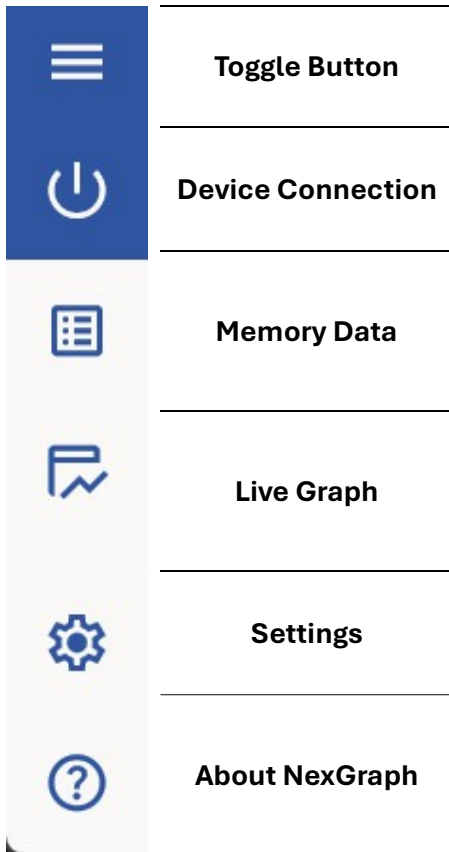 Toggle Button
Device Connection
Memory Data
Live Graph
Settings
About NexGraph